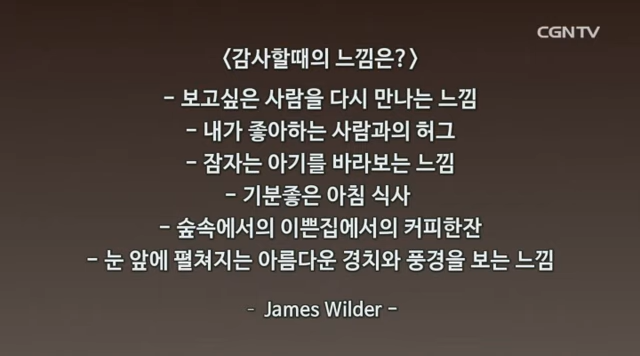 CGNTV
<감사할때의 느낌은?>
- 보고싶은 사람을 다시 만나는 느낌
- 내가 좋아하는 사람과의 허그
- 잠자는 아기를 바라보는 느낌
- 기분좋은 아침 식사
- 숲속에서의 이쁜집에서의 커피한잔
- 눈 앞에 펼쳐지는 아름다운 경치와 풍경을 보는 느낌
- James Wilder -